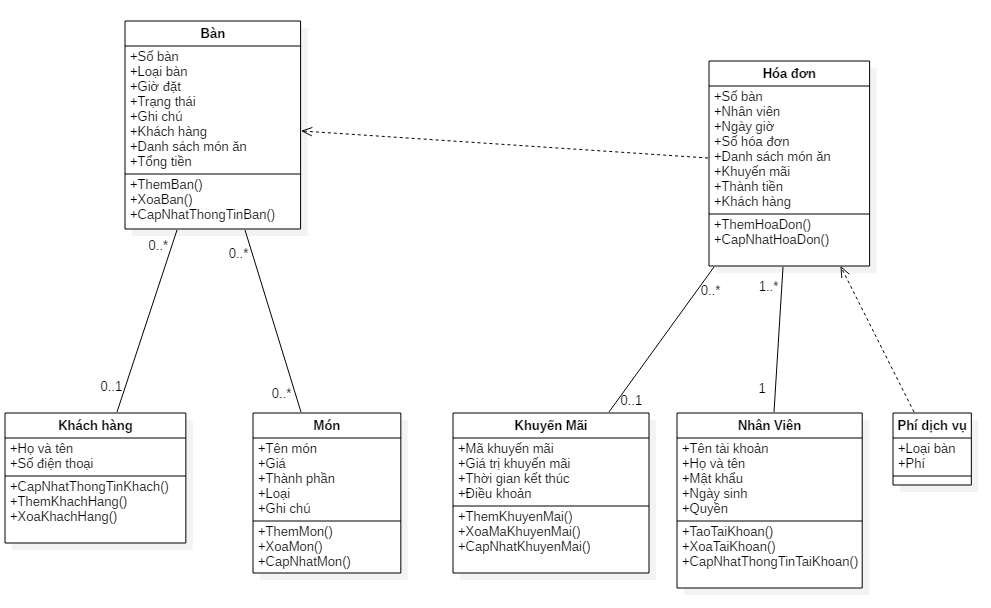 Bàn
+Số bàn
+Loại bàn
+Giờ đặt
+Trạng thái
+Ghi chú
+Khách hàng
+Danh sách món ăn
+Tổng tiền
+ThemBan()
+XoaBan()
+CapNhatThongTinBan()
Hóa đơn
+Số bàn
+Nhân viên
+Ngày giờ
+Số hóa đơn
+Danh sách món ăn
+Khuyến mãi
+Thành tiền
+Khách hàng
+ThemHoaDon()
+CapNhatHoaDon()
0..*
0..*
0..*
1..*
0..1
0..*
0..1
1
Khách hàng
+Họ và tên
+Số điện thoại
+CapNhatThongTinKhach()
+ThemKhachHang()
+XoaKhachHang()
Món
+Tên món
+Giá
+Thành phần
+Loại
+Ghi chú
+ThemMon()
+XoaMon()
+CapNhatMon()
Khuyến Mãi
+Mã khuyến mãi
+Giá trị khuyến mãi
+Thời gian kết thúc
+Điều khoản
+ThemKhuyenMai()
+XoaMaKhuyenMai()
+CapNhatKhuyenMai()
Nhân Viên
+Tên tài khoản
+Họ và tên
+Mật khẩu
+Ngày sinh
+Quyền
+TaoTaiKhoan()
+XoaTaiKhoan()
+CapNhatThongTinTaiKhoan()
Phí dịch vụ
+Loại bàn
+Phí